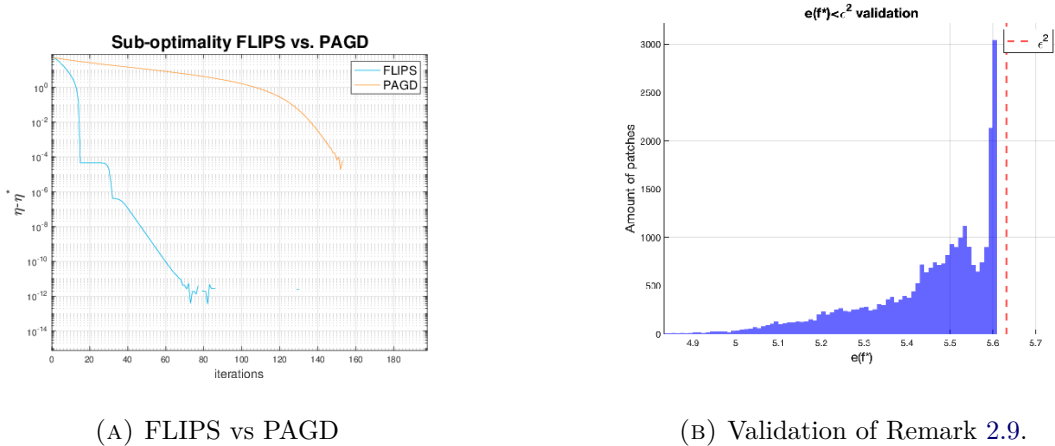 Sub-optimality FLIPS vs. PAGD
FLIPS
PAGD
10^0
10^-2
10^-4
10^-6
10^-8
10^-10
10^-12
10^-14
η-η*
0 20 40 60 80 100 120 140 160 180
iterations
(A) FLIPS vs PAGD
e(f*)<ϵ² validation
ϵ²
3000
2500
2000
1500
1000
500
0
Amount of patches
4.9 5 5.1 5.2 5.3 5.4 5.5 5.6 5.7
e(f*)
(B) Validation of Remark 2.9.